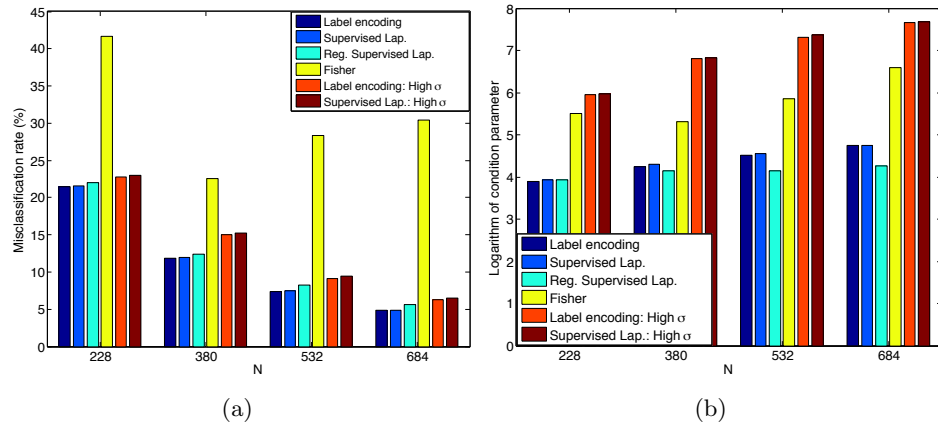 45
40
35
30
25
20
15
10
5
0
Misclassification rate (%)
Label encoding
Supervised Lap.
Reg. Supervised Lap.
Fisher
Label encoding: High σ
Supervised Lap.: High σ
228 380 532 684
N
(a)
8
7
6
5
4
3
2
1
0
Logarithm of condition parameter
Label encoding
Supervised Lap.
Reg. Supervised Lap.
Fisher
Label encoding: High σ
Supervised Lap.: High σ
228 380 532 684
N
(b)